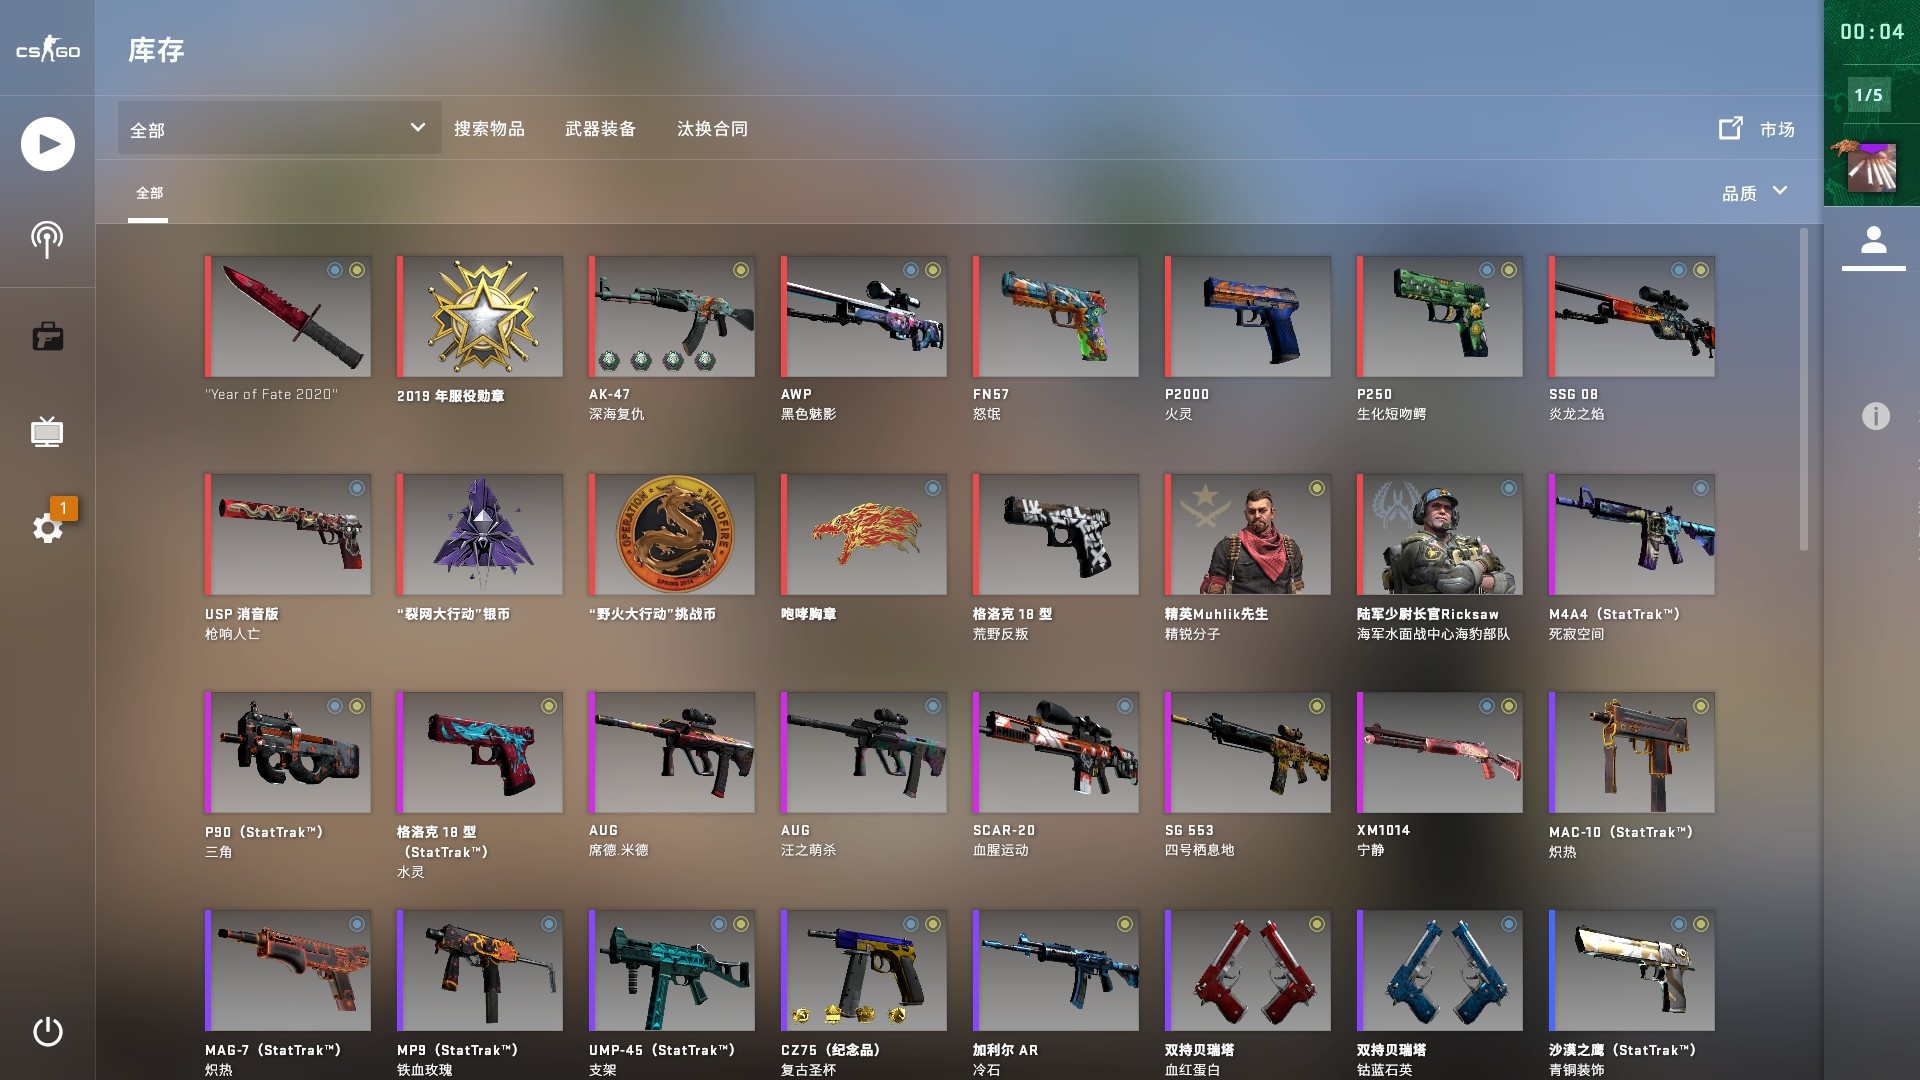 CS GO
库存
00:04
全部
搜索物品
武器装备
汰换合同
市场
1/5
全部
品质
"Year of Fate 2020"
2019 年服役勋章
AK-47
深海复仇
AWP
黑色魅影
FN57
怒氓
P2000
火灵
P250
生化短吻鳄
SSG 08
炎龙之焰
1
OPERATION WILDFIRE
SPRING 2016
USP 消音版
枪响人亡
“裂网大行动”银币
“野火大行动”挑战币
咆哮胸章
格洛克 18 型
荒野反叛
精英Muhlik先生
精锐分子
陆军少尉长官Ricksaw
海军水面战中心海豹部队
M4A4（StatTrak™）
死寂空间
P90（StatTrak™）
三角
格洛克 18 型
（StatTrak™）
水灵
AUG
席德.米德
AUG
汪之萌杀
SCAR-20
血腥运动
SG 553
四号栖息地
XM1014
宁静
MAC-10（StatTrak™）
炽热
MAG-7（StatTrak™）
炽热
MP9（StatTrak™）
铁血玫瑰
UMP-45（StatTrak™）
支架
CZ75（纪念品）
复古圣杯
加利尔 AR
冷石
双持贝瑞塔
血红蛋白
双持贝瑞塔
钴蓝石英
沙漠之鹰（StatTrak™）
青铜装饰